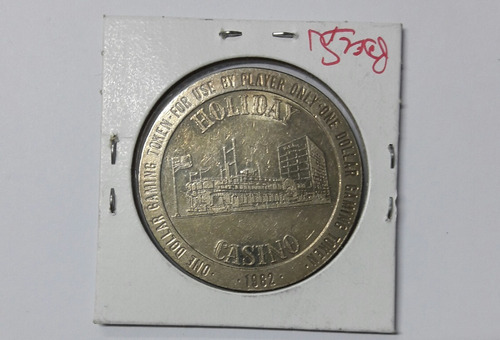 ONE DOLLAR GAMING TOKEN-FOR USE BY PLAYER ONLY-ONE DOLLAR GAMING TOKEN
HOLIDAY
CASINO
·1982·